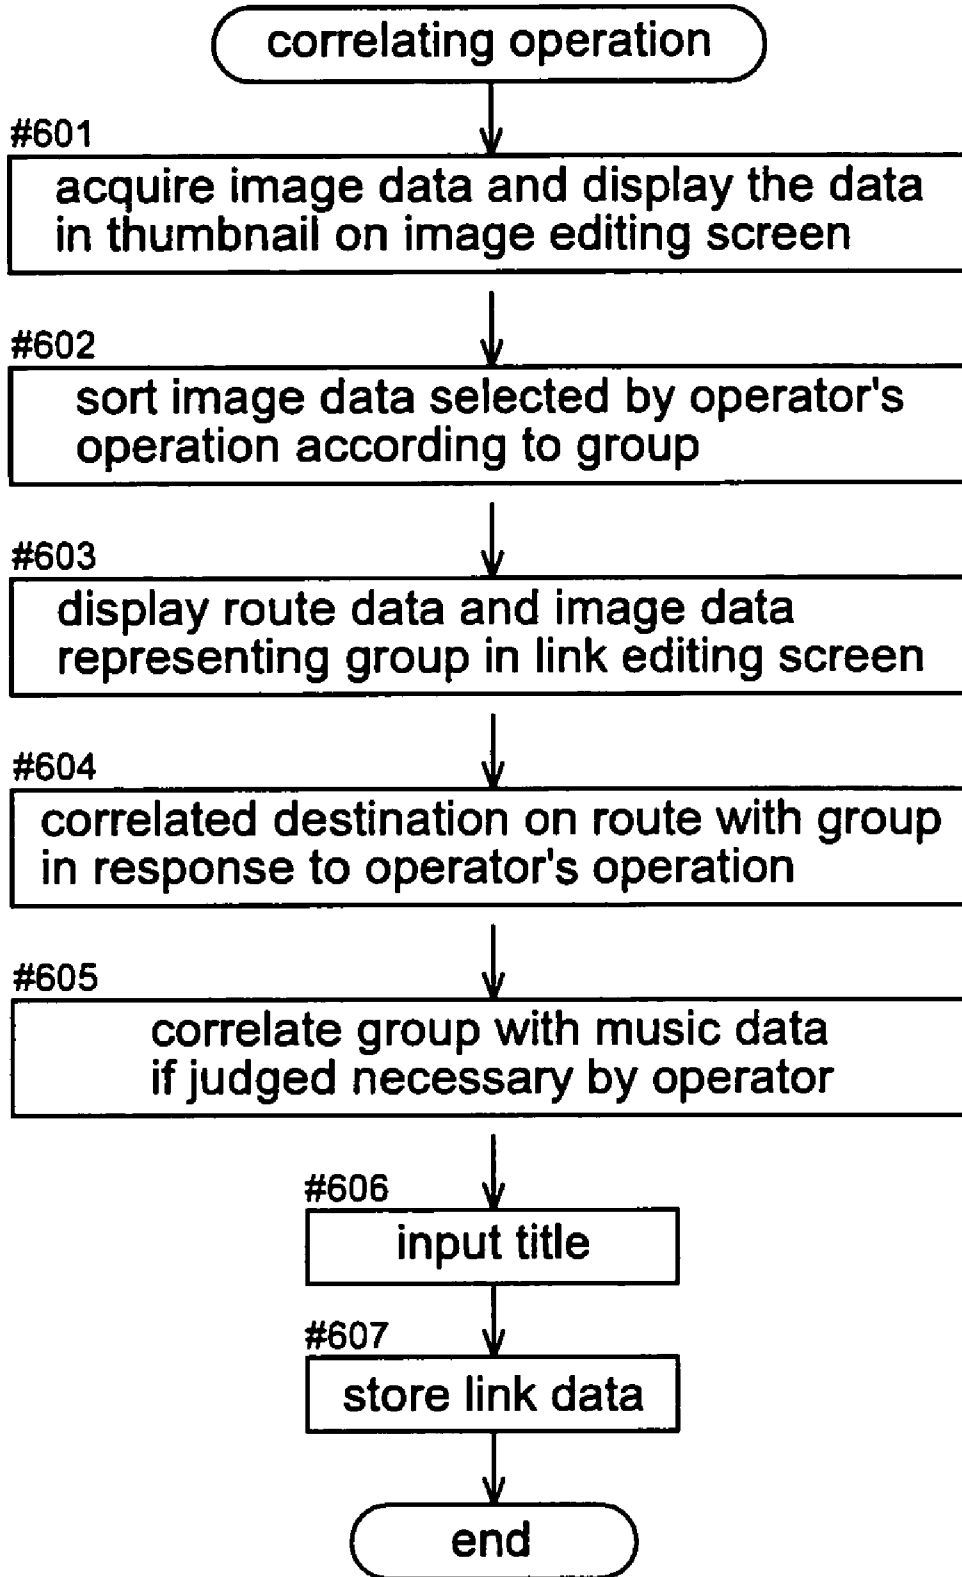 correlating operation
#601
acquire image data and display the data
in thumbnail on image editing screen
#602
sort image data selected by operator's
operation according to group
#603
display route data and image data
representing group in link editing screen
#604
correlated destination on route with group
in response to operator's operation
#605
correlate group with music data
if judged necessary by operator
#606
input title
#607
store link data
end